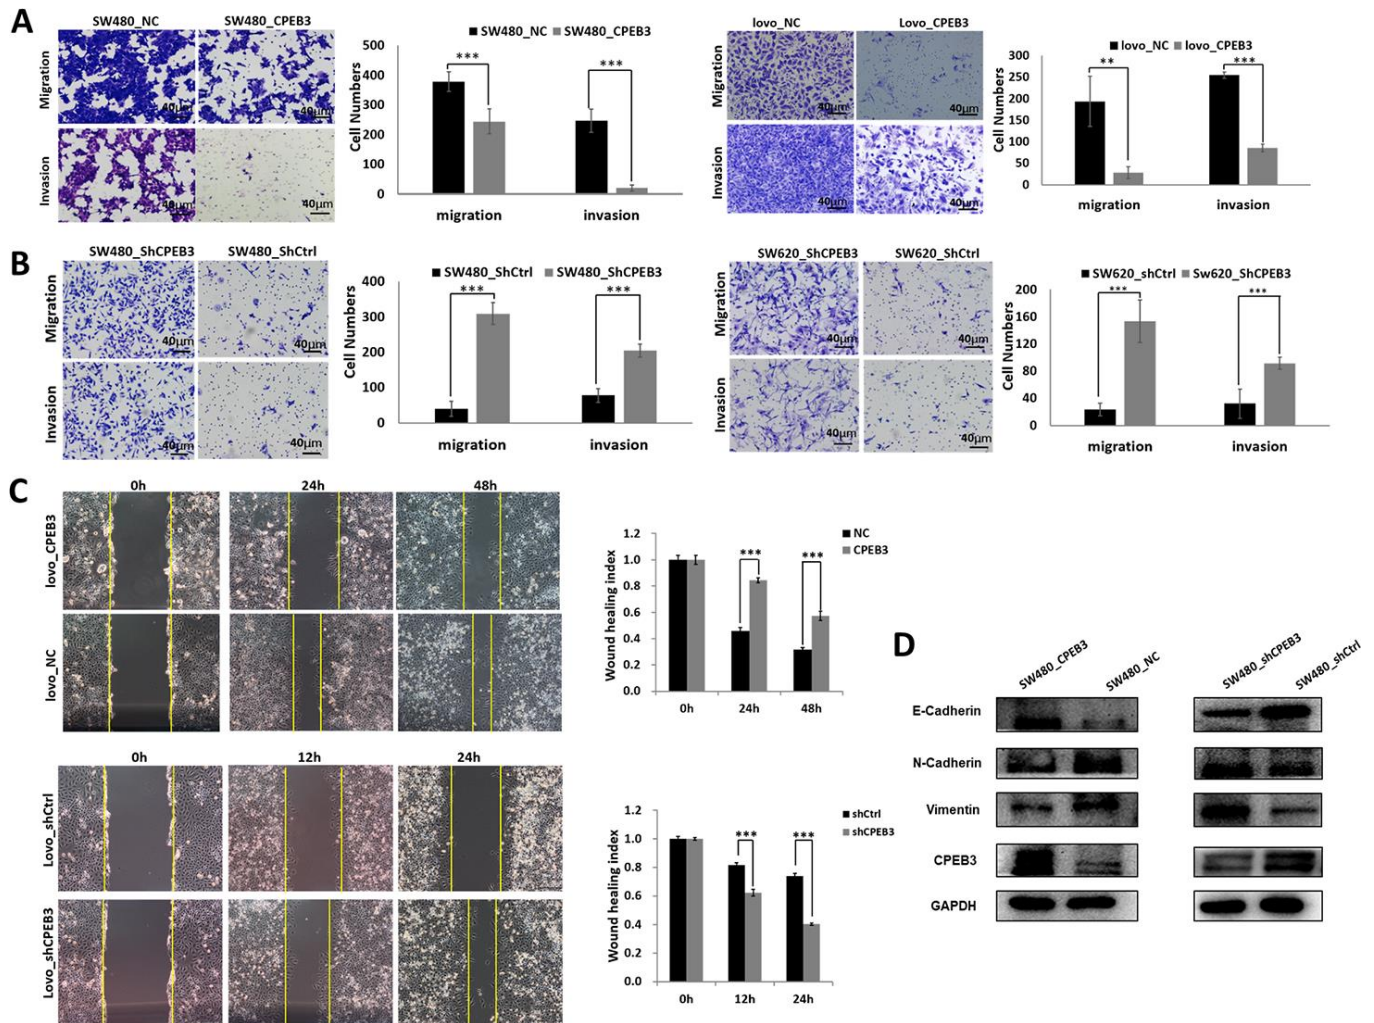 A
SW480_NC SW480_CPEB3
Migration
40μm 40μm
Invasion
40μm 40μm
SW480_NC SW480_CPEB3
Cell Numbers
500
400
300
200
100
0
*** ***
migration invasion
lovo_NC Lovo_CPEB3
Migration
40μm 40μm
Invasion
40μm 40μm
lovo_NC lovo_CPEB3
Cell Numbers
300
250
200
150
100
50
0
** ***
migration invasion
B
SW480_ShCPEB3 SW480_ShCtrl
Migration
40μm 40μm
Invasion
40μm 40μm
SW480_ShCtrl SW480_ShCPEB3
Cell Numbers
400
300
200
100
0
*** ***
migration invasion
SW620_ShCPEB3 SW620_ShCtrl
Migration
40μm 40μm
Invasion
40μm 40μm
SW620_shCtrl Sw620_ShCPEB3
Cell Numbers
200
160
120
80
40
0
*** ***
migration invasion
C
0h 24h 48h
lovo_CPEB3
lovo_NC
NC
CPEB3
Wound healing index
1.2
1.0
0.8
0.6
0.4
0.2
0.0
*** ***
0h 24h 48h
0h 12h 24h
Lovo_shCtrl
Lovo_shCPEB3
shCtrl
shCPEB3
Wound healing index
1.2
1.0
0.8
0.6
0.4
0.2
0.0
*** ***
0h 12h 24h
D
SW480_CPEB3 SW480_NC SW480_shCPEB3 SW480_shCtrl
E-Cadherin
N-Cadherin
Vimentin
CPEB3
GAPDH